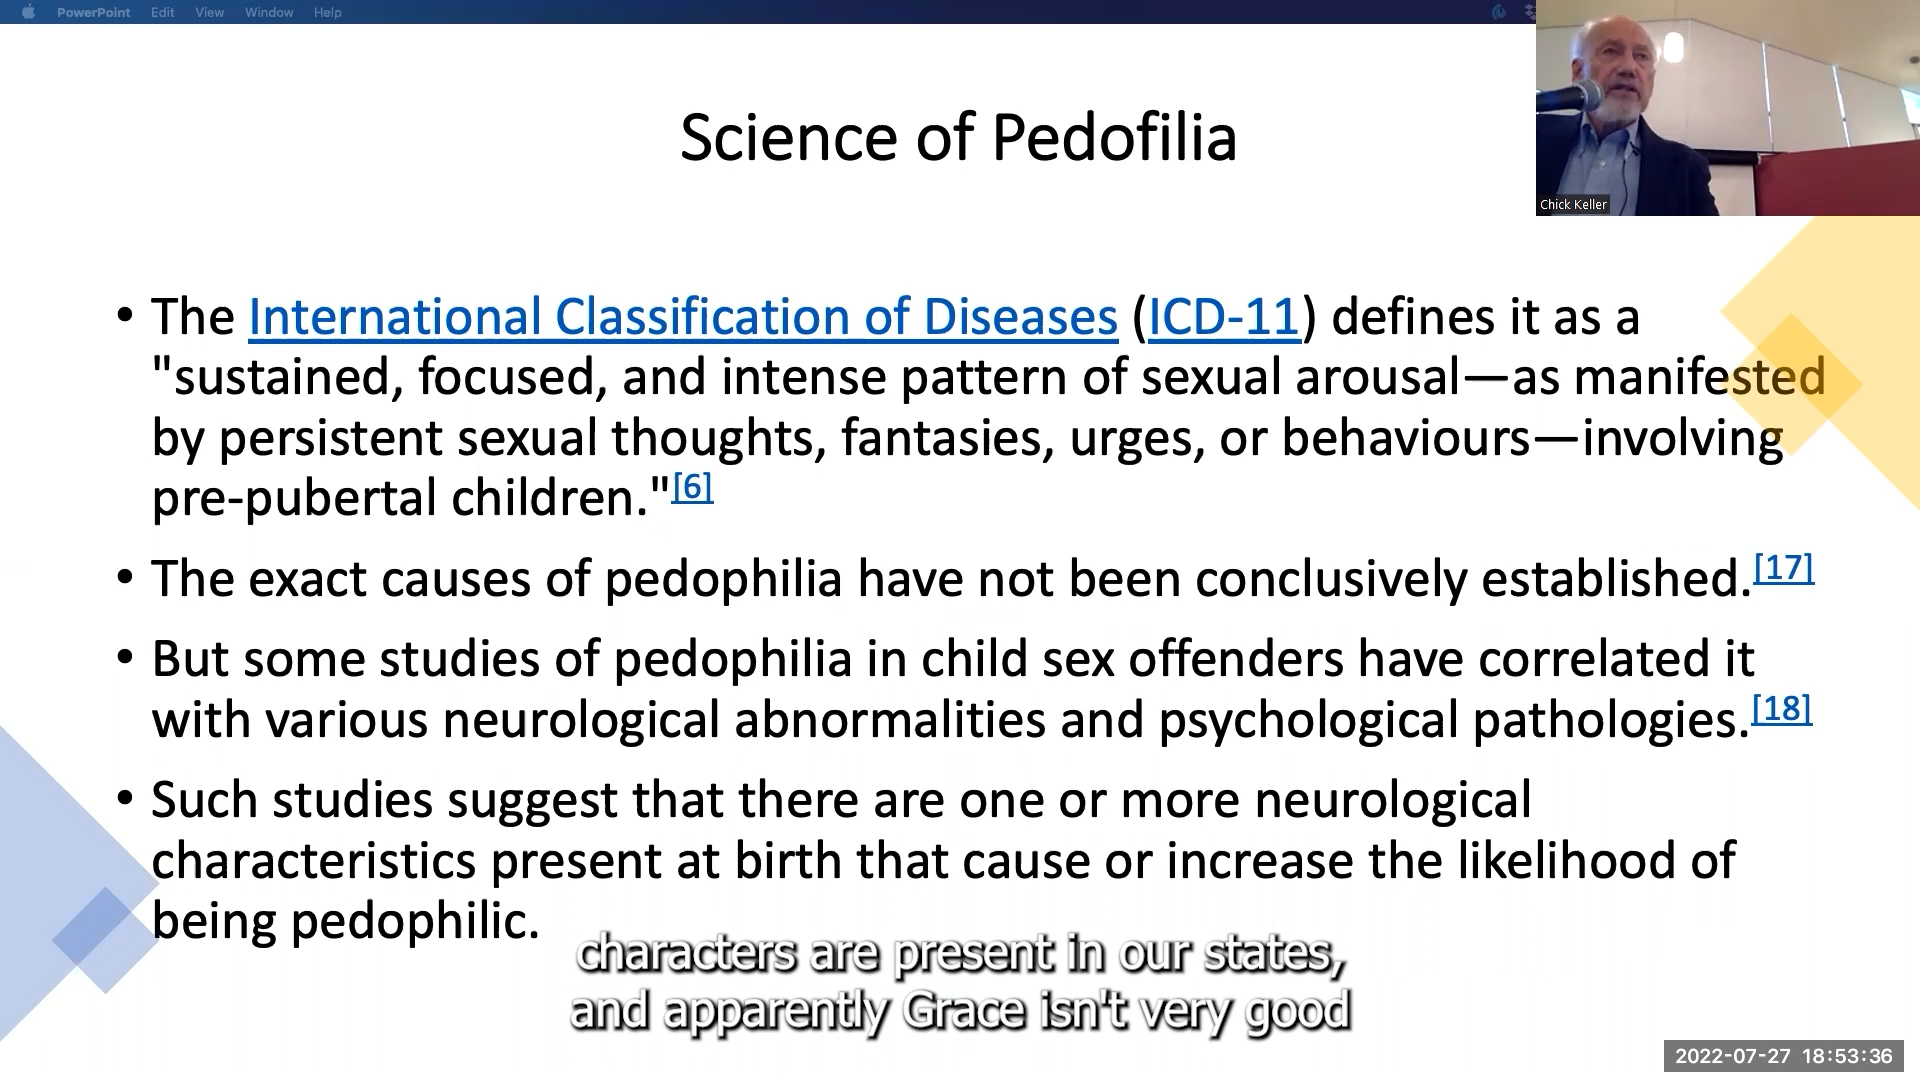 PowerPoint Edit View Window Help
Science of Pedofilia
Chick Keller
• The International Classification of Diseases (ICD-11) defines it as a
"sustained, focused, and intense pattern of sexual arousal—as manifested
by persistent sexual thoughts, fantasies, urges, or behaviours—involving
pre-pubertal children."[6]
• The exact causes of pedophilia have not been conclusively established.[17]
• But some studies of pedophilia in child sex offenders have correlated it
with various neurological abnormalities and psychological pathologies.[18]
• Such studies suggest that there are one or more neurological
characteristics present at birth that cause or increase the likelihood of
being pedophilic.
characters are present in our states,
and apparently Grace isn't very good
2022-07-27 18:53:36